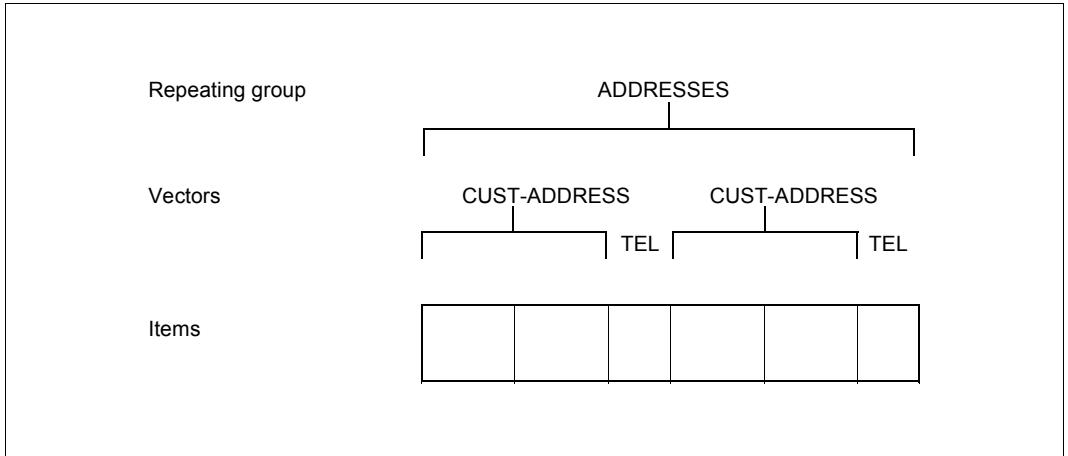 Repeating group ADDRESSES
Vectors CUST-ADDRESS CUST-ADDRESS
TEL TEL
Items